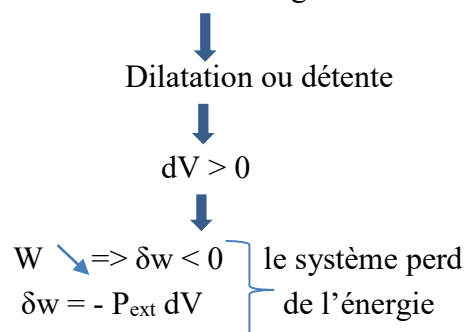 Dilatation ou détente
dV > 0
W ↘ => δw < 0 le système perd
δw = - Pext dV de l’énergie